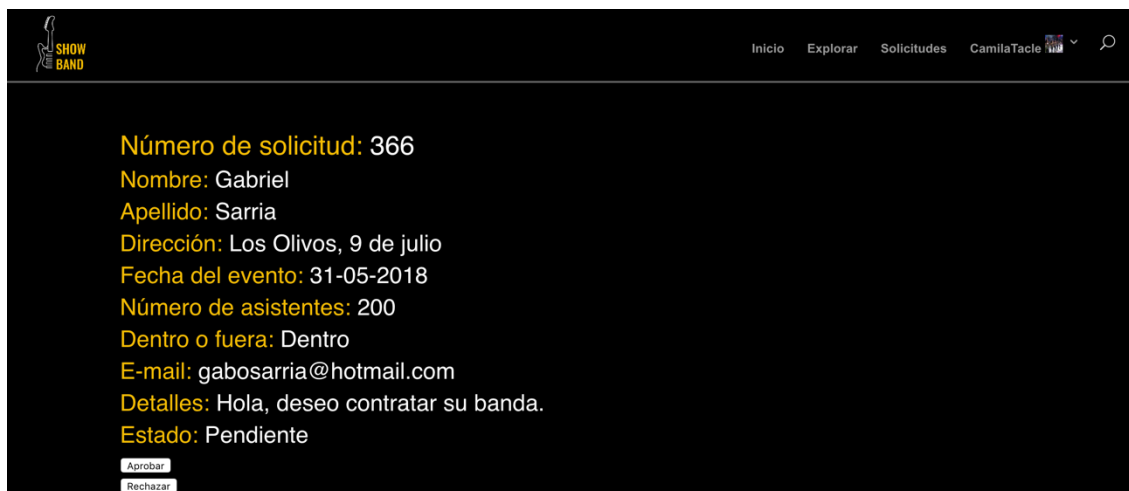 SHOW
BAND
Inicio Explorar Solicitudes CamilaTacle
Número de solicitud: 366
Nombre: Gabriel
Apellido: Sarria
Dirección: Los Olivos, 9 de julio
Fecha del evento: 31-05-2018
Número de asistentes: 200
Dentro o fuera: Dentro
E-mail: gabosarria@hotmail.com
Detalles: Hola, deseo contratar su banda.
Estado: Pendiente
Aprobar
Rechazar